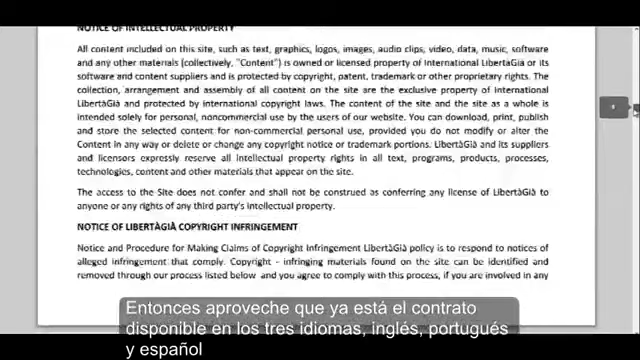 NOTICE OF INTELLECTUAL PROPERTY
All content included on this site, such as text, graphics, logos, images, audio clips, video, data, music, software
and any other materials (collectively, "Content") is owned or licensed property of International LibertàGià or its
software and content suppliers and is protected by copyright, patent, trademark or other proprietary rights. The
collection, arrangement and assembly of all content on the site are the exclusive property of International
LibertàGià and protected by international copyright laws. The content of the site and the site as a whole is
intended solely for personal, noncommercial use by the users of our website. You can download, print, publish
and store the selected content for non-commercial personal use, provided you do not modify or alter the
Content in any way or delete or change any copyright notice or trademark portions. LibertàGià and its suppliers
and licensors expressly reserve all intellectual property rights in all text, programs, products, processes,
technologies, content and other materials that appear on the site.
The access to the Site does not confer and shall not be construed as conferring any license of LibertàGià to
anyone or any rights of any third party's intellectual property.
NOTICE OF LIBERTÀGIÀ COPYRIGHT INFRINGEMENT
Notice and Procedure for Making Claims of Copyright Infringement LibertàGià policy is to respond to notices of
alleged infringement that comply. Copyright - infringing materials found on the site can be identified and
removed through our process listed below and you agree to comply with this process, if you are involved in any
Entonces aproveche que ya está el contrato
disponible en los tres idiomas, inglés, portugués
y español